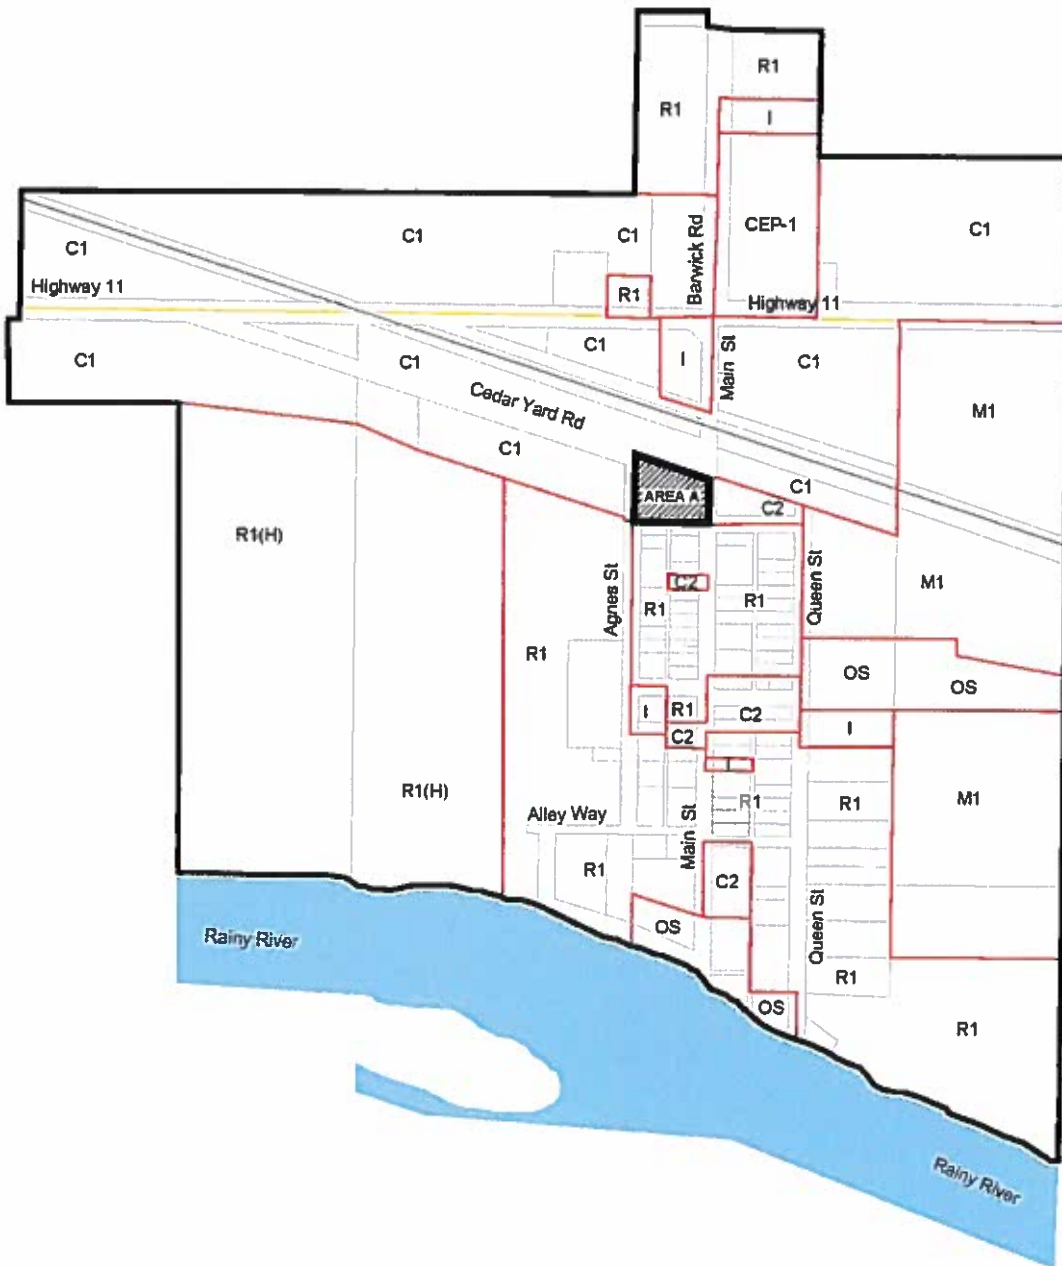 R1
R1
I
CEP-1
C1
C1
C1
C1
Barwick Rd
Highway 11
R1
Highway 11
C1
C1
C1
I
Main St
C1
M1
Cedar Yard Rd
C1
AREA A
C1
C2
R1(H)
Agnes St
C2
R1
R1
Queen St
M1
R1
OS
OS
I
R1
C2
C2
I
I
R1(H)
R1
R1
M1
Alley Way
Main St
R1
C2
OS
Queen St
Rainy River
R1
OS
R1
Rainy River